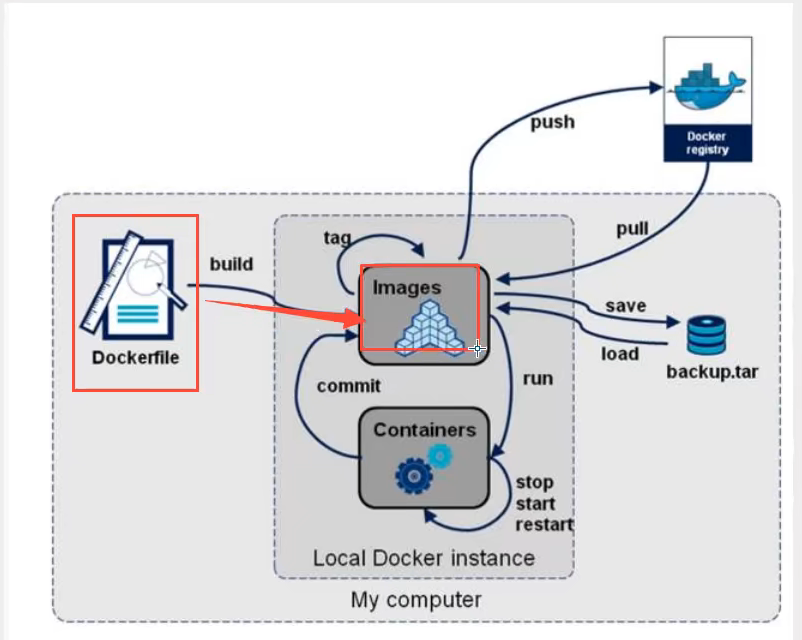 Docker
registry
push
pull
tag
build
Images
save
load
backup.tar
Dockerfile
commit
run
Containers
stop
start
restart
Local Docker instance
My computer